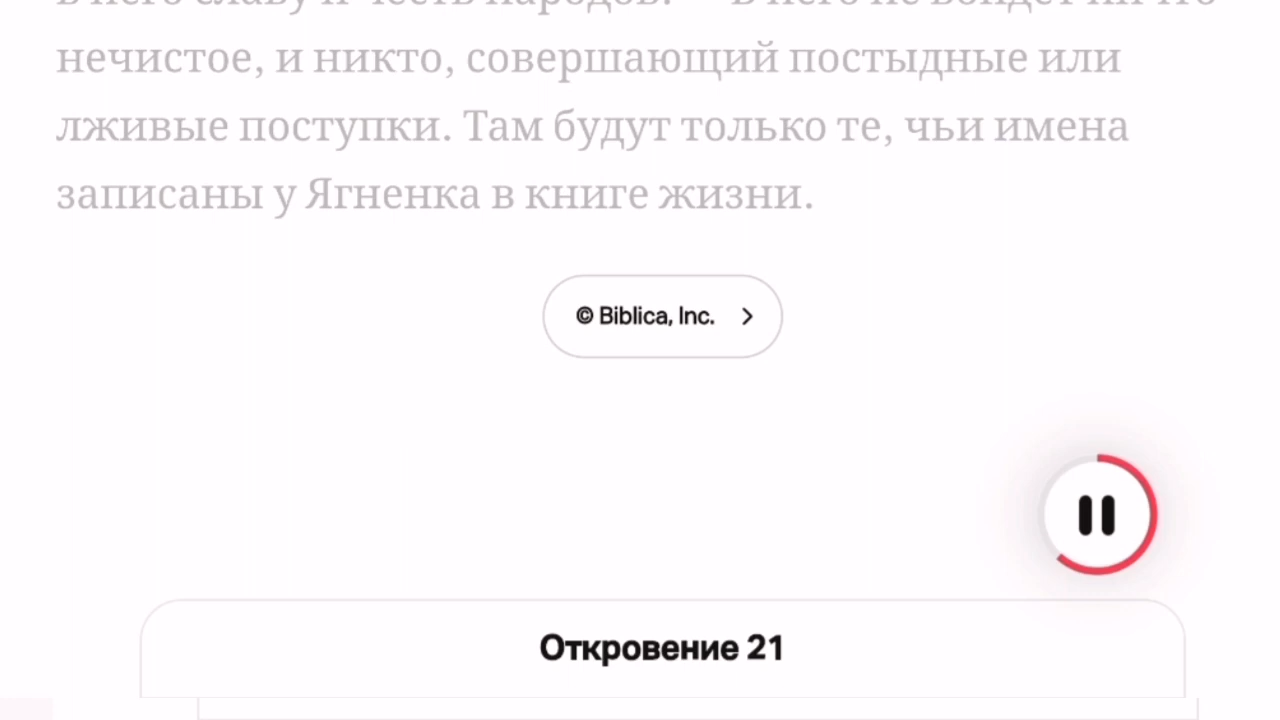 нечистое, и никто, совершающий постыдные или
лживые поступки. Там будут только те, чьи имена
записаны у Ягненка в книге жизни.
© Biblica, Inc.
Откровение 21